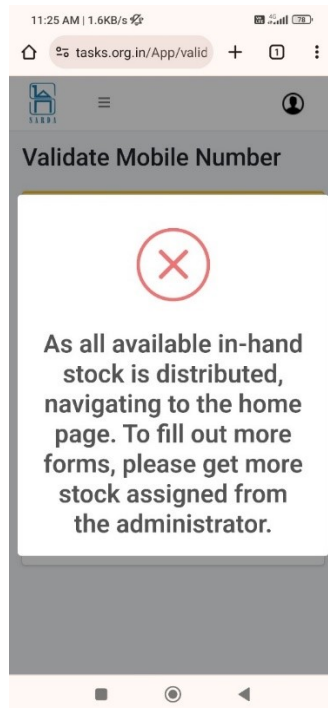 11:25 AM | 1.6KB/s
4G
78
tasks.org.in/App/valid
1
Validate Mobile Number
As all available in-hand
stock is distributed,
navigating to the home
page. To fill out more
forms, please get more
stock assigned from
the administrator.